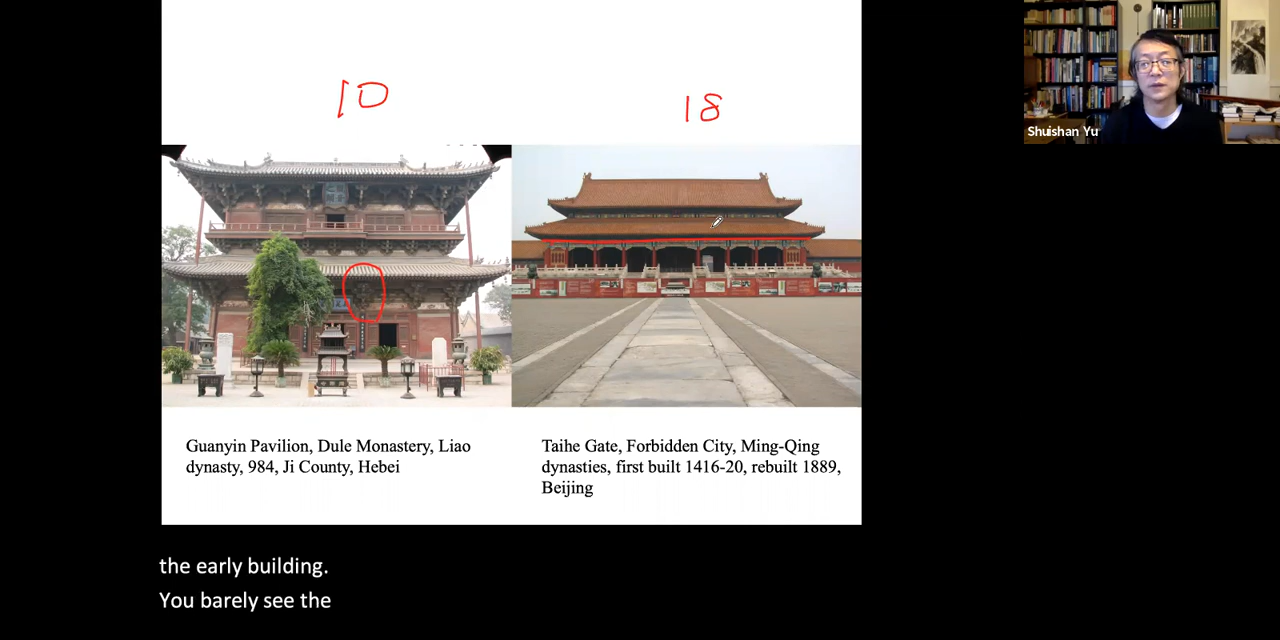 10
18
Shuishan Yu
Guanyin Pavilion, Dule Monastery, Liao
dynasty, 984, Ji County, Hebei
Taihe Gate, Forbidden City, Ming-Qing
dynasties, first built 1416-20, rebuilt 1889,
Beijing
the early building.
You barely see the